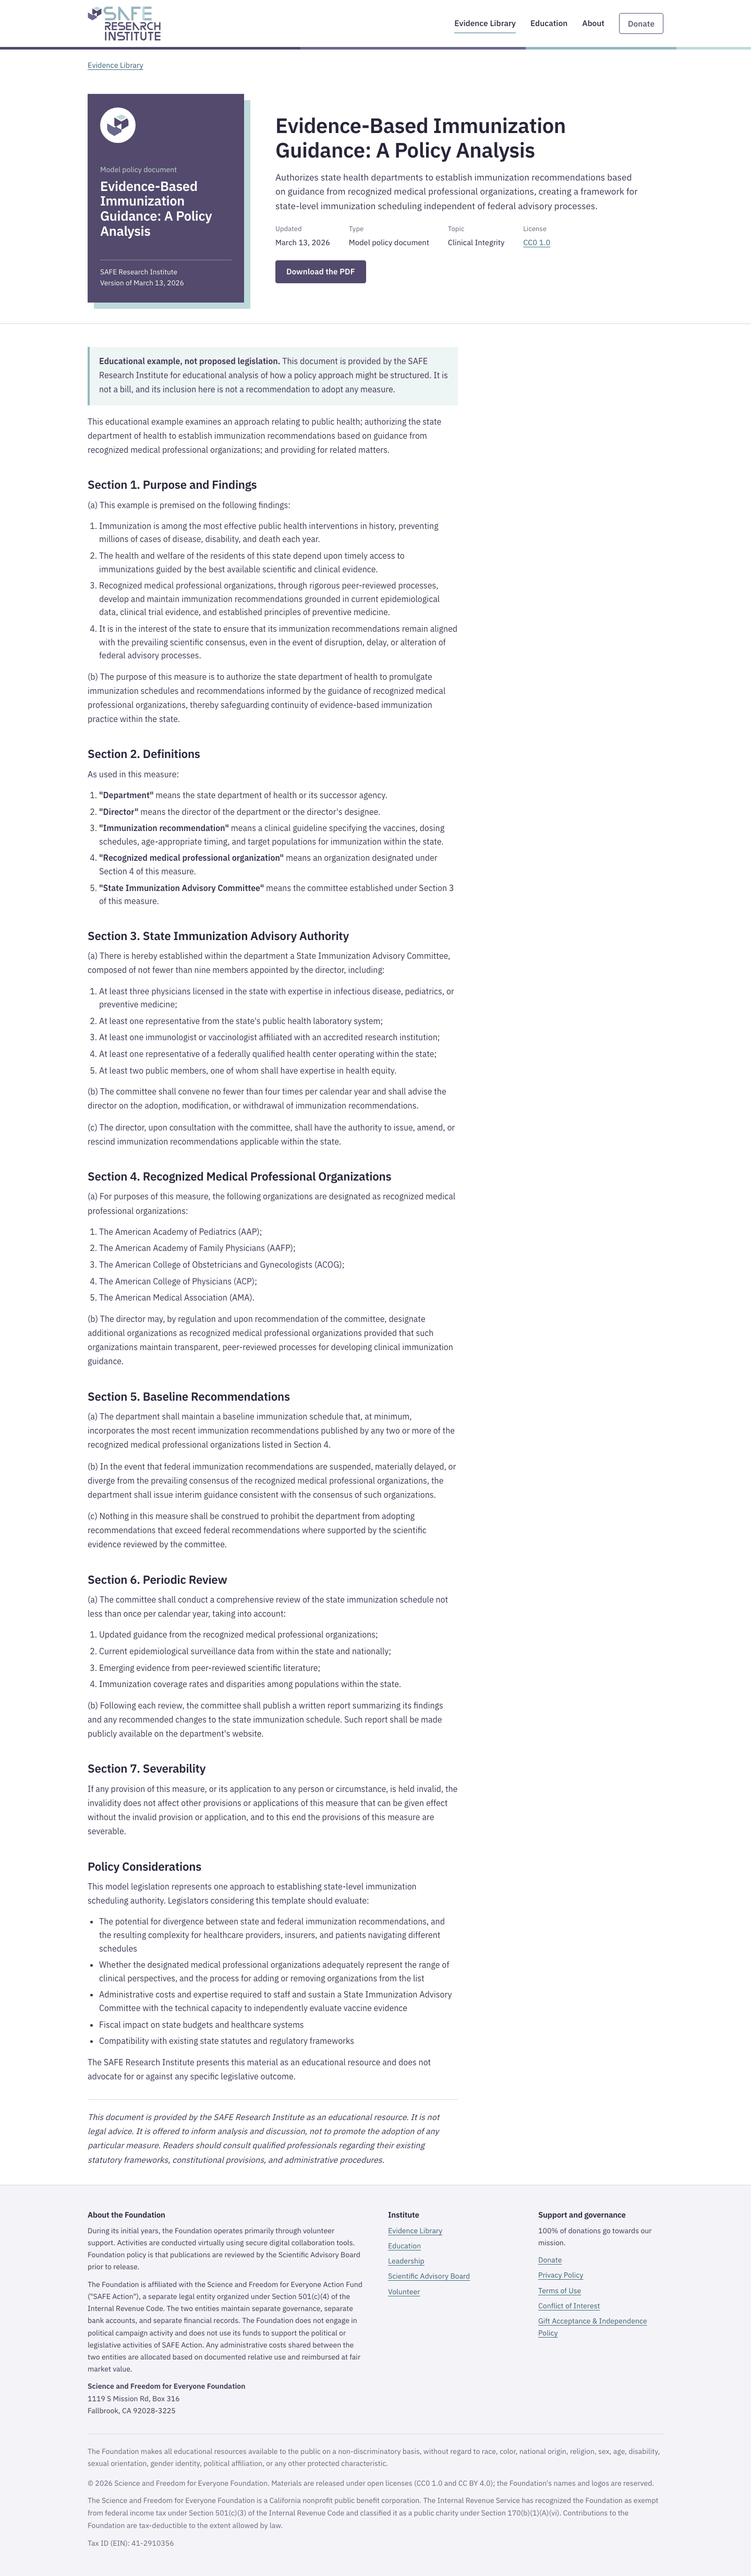 SAFE
RESEARCH
INSTITUTE
Evidence Library
Education
About
Donate
Evidence Library
Model policy document
Evidence-Based
Immunization
Guidance: A Policy
Analysis
SAFE Research Institute
Version of March 13, 2026
Evidence-Based Immunization
Guidance: A Policy Analysis
Authorizes state health departments to establish immunization recommendations based
on guidance from recognized medical professional organizations, creating a framework for
state-level immunization scheduling independent of federal advisory processes.
Updated
March 13, 2026
Type
Model policy document
Topic
Clinical Integrity
License
CC0 1.0
Download the PDF
Educational example, not proposed legislation. This document is provided by the SAFE
Research Institute for educational analysis of how a policy approach might be structured. It is
not a bill, and its inclusion here is not a recommendation to adopt any measure.
This educational example examines an approach relating to public health; authorizing the state
department of health to establish immunization recommendations based on guidance from
recognized medical professional organizations; and providing for related matters.
Section 1. Purpose and Findings
(a) This example is premised on the following findings:
1. Immunization is among the most effective public health interventions in history, preventing
millions of cases of disease, disability, and death each year.
2. The health and welfare of the residents of this state depend upon timely access to
immunizations guided by the best available scientific and clinical evidence.
3. Recognized medical professional organizations, through rigorous peer-reviewed processes,
develop and maintain immunization recommendations grounded in current epidemiological
data, clinical trial evidence, and established principles of preventive medicine.
4. It is in the interest of the state to ensure that its immunization recommendations remain aligned
with the prevailing scientific consensus, even in the event of disruption, delay, or alteration of
federal advisory processes.
(b) The purpose of this measure is to authorize the state department of health to promulgate
immunization schedules and recommendations informed by the guidance of recognized medical
professional organizations, thereby safeguarding continuity of evidence-based immunization
practice within the state.
Section 2. Definitions
As used in this measure:
1. "Department" means the state department of health or its successor agency.
2. "Director" means the director of the department or the director's designee.
3. "Immunization recommendation" means a clinical guideline specifying the vaccines, dosing
schedules, age-appropriate timing, and target populations for immunization within the state.
4. "Recognized medical professional organization" means an organization designated under
Section 4 of this measure.
5. "State Immunization Advisory Committee" means the committee established under Section 3
of this measure.
Section 3. State Immunization Advisory Authority
(a) There is hereby established within the department a State Immunization Advisory Committee,
composed of not fewer than nine members appointed by the director, including:
1. At least three physicians licensed in the state with expertise in infectious disease, pediatrics, or
preventive medicine;
2. At least one representative from the state's public health laboratory system;
3. At least one immunologist or vaccinologist affiliated with an accredited research institution;
4. At least one representative of a federally qualified health center operating within the state;
5. At least two public members, one of whom shall have expertise in health equity.
(b) The committee shall convene no fewer than four times per calendar year and shall advise the
director on the adoption, modification, or withdrawal of immunization recommendations.
(c) The director, upon consultation with the committee, shall have the authority to issue, amend, or
rescind immunization recommendations applicable within the state.
Section 4. Recognized Medical Professional Organizations
(a) For purposes of this measure, the following organizations are designated as recognized medical
professional organizations:
1. The American Academy of Pediatrics (AAP);
2. The American Academy of Family Physicians (AAFP);
3. The American College of Obstetricians and Gynecologists (ACOG);
4. The American College of Physicians (ACP);
5. The American Medical Association (AMA).
(b) The director may, by regulation and upon recommendation of the committee, designate
additional organizations as recognized medical professional organizations provided that such
organizations maintain transparent, peer-reviewed processes for developing clinical immunization
guidance.
Section 5. Baseline Recommendations
(a) The department shall maintain a baseline immunization schedule that, at minimum,
incorporates the most recent immunization recommendations published by any two or more of the
recognized medical professional organizations listed in Section 4.
(b) In the event that federal immunization recommendations are suspended, materially delayed, or
diverge from the prevailing consensus of the recognized medical professional organizations, the
department shall issue interim guidance consistent with the consensus of such organizations.
(c) Nothing in this measure shall be construed to prohibit the department from adopting
recommendations that exceed federal recommendations where supported by the scientific
evidence reviewed by the committee.
Section 6. Periodic Review
(a) The committee shall conduct a comprehensive review of the state immunization schedule not
less than once per calendar year, taking into account:
1. Updated guidance from the recognized medical professional organizations;
2. Current epidemiological surveillance data from within the state and nationally;
3. Emerging evidence from peer-reviewed scientific literature;
4. Immunization coverage rates and disparities among populations within the state.
(b) Following each review, the committee shall publish a written report summarizing its findings
and any recommended changes to the state immunization schedule. Such report shall be made
publicly available on the department's website.
Section 7. Severability
If any provision of this measure, or its application to any person or circumstance, is held invalid, the
invalidity does not affect other provisions or applications of this measure that can be given effect
without the invalid provision or application, and to this end the provisions of this measure are
severable.
Policy Considerations
This model legislation represents one approach to establishing state-level immunization
scheduling authority. Legislators considering this template should evaluate:
• The potential for divergence between state and federal immunization recommendations, and
the resulting complexity for healthcare providers, insurers, and patients navigating different
schedules
• Whether the designated medical professional organizations adequately represent the range of
clinical perspectives, and the process for adding or removing organizations from the list
• Administrative costs and expertise required to staff and sustain a State Immunization Advisory
Committee with the technical capacity to independently evaluate vaccine evidence
• Fiscal impact on state budgets and healthcare systems
• Compatibility with existing state statutes and regulatory frameworks
The SAFE Research Institute presents this material as an educational resource and does not
advocate for or against any specific legislative outcome.
This document is provided by the SAFE Research Institute as an educational resource. It is not
legal advice. It is offered to inform analysis and discussion, not to promote the adoption of any
particular measure. Readers should consult qualified professionals regarding their existing
statutory frameworks, constitutional provisions, and administrative procedures.
About the Foundation
During its initial years, the Foundation operates primarily through volunteer
support. Activities are conducted virtually using secure digital collaboration tools.
Foundation policy is that publications are reviewed by the Scientific Advisory Board
prior to release.
The Foundation is affiliated with the Science and Freedom for Everyone Action Fund
("SAFE Action"), a separate legal entity organized under Section 501(c)(4) of the
Internal Revenue Code. The two entities maintain separate governance, separate
bank accounts, and separate financial records. The Foundation does not engage in
political campaign activity and does not use its funds to support the political or
legislative activities of SAFE Action. Any administrative costs shared between the
two entities are allocated based on documented relative use and reimbursed at fair
market value.
Science and Freedom for Everyone Foundation
1119 S Mission Rd, Box 316
Fallbrook, CA 92028-3225
Institute
Evidence Library
Education
Leadership
Scientific Advisory Board
Volunteer
Support and governance
100% of donations go towards our
mission.
Donate
Privacy Policy
Terms of Use
Conflict of Interest
Gift Acceptance & Independence
Policy
The Foundation makes all educational resources available to the public on a non-discriminatory basis, without regard to race, color, national origin, religion, sex, age, disability,
sexual orientation, gender identity, political affiliation, or any other protected characteristic.
© 2026 Science and Freedom for Everyone Foundation. Materials are released under open licenses (CC0 1.0 and CC BY 4.0); the Foundation's names and logos are reserved.
The Science and Freedom for Everyone Foundation is a California nonprofit public benefit corporation. The Internal Revenue Service has recognized the Foundation as exempt
from federal income tax under Section 501(c)(3) of the Internal Revenue Code and classified it as a public charity under Section 170(b)(1)(A)(vi). Contributions to the
Foundation are tax-deductible to the extent allowed by law.
Tax ID (EIN): 41-2910356